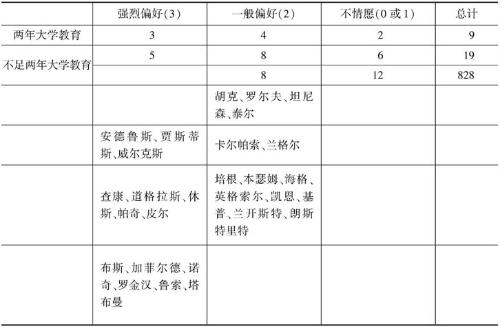 强烈偏好(3) 一般偏好(2) 不情愿(0或1) 总计
两年大学教育 3 4 2 9
不足两年大学教育 5 8 6 19
8 12 828
胡克、罗尔夫、坦尼
森、泰尔
安德鲁斯、贾斯蒂
斯、威尔克斯
卡尔帕索、兰格尔
查康、道格拉斯、休
斯、帕奇、皮尔
培根、本瑟姆、海格、
英格索尔、凯恩、基
普、兰开斯特、朗斯
特里特
布斯、加菲尔德、诺
奇、罗金汉、鲁索、塔
布曼